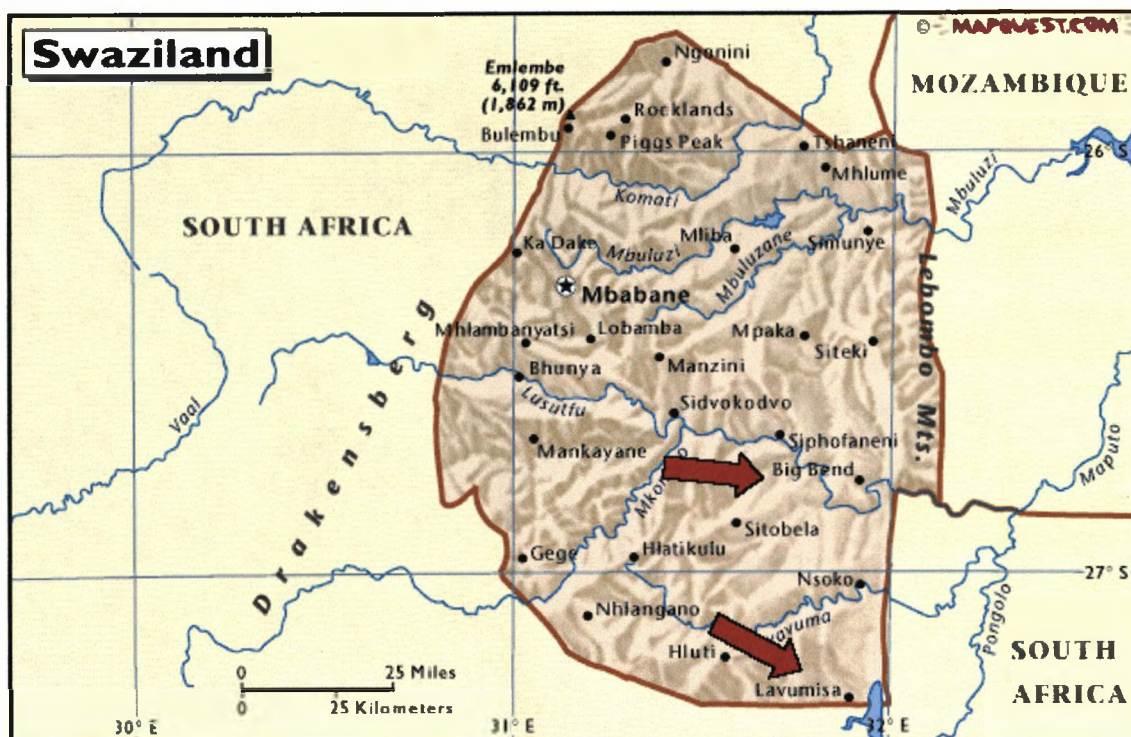 Swaziland
© MAPQUEST.COM
Ngonini
MOZAMBIQUE
Emlembe
6,109 ft.
(1,862 m)
Rocklands
Bulembu
Piggs Peak
Tshaneni
26° S
Mhlume
Komati
Mbuluzi
SOUTH AFRICA
Ka Dake
Mbuluzi
Mliba
Mbuluzane
Simunye
Mbabane
Lebombo Mts.
Mhlambanyatsi
Lobamba
Mpaka
Siteki
Bhunya
Manzini
Vaal
Lusutfu
Sidvokodvo
Drakensberg
Mankayane
Siphofaneni
Maputo
Big Bend
Sitobela
Gege
Hlatikulu
27° S
Nsoko
Nhlangano
Pongolo
Hluti
SOUTH
AFRICA
0 25 Miles
Lavumisa
0 25 Kilometers
30° E
31° E
32° E